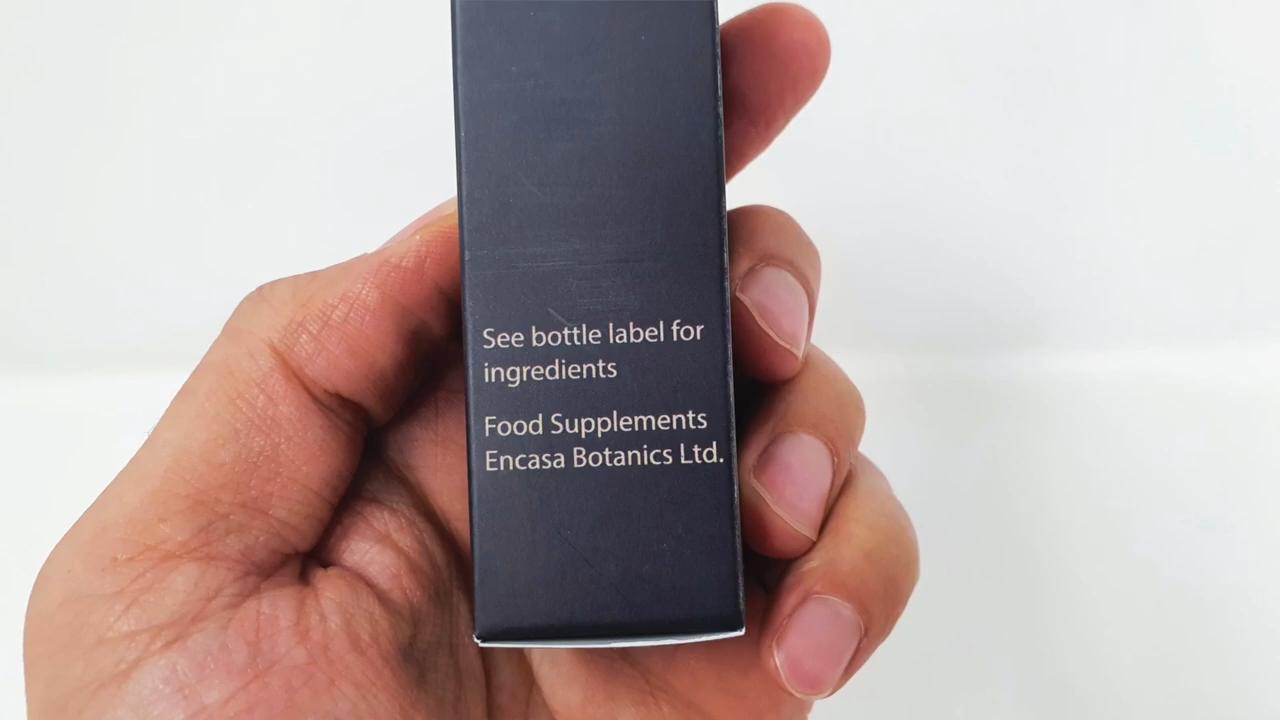 See bottle label for
ingredients
Food Supplements
Encasa Botanics Ltd.